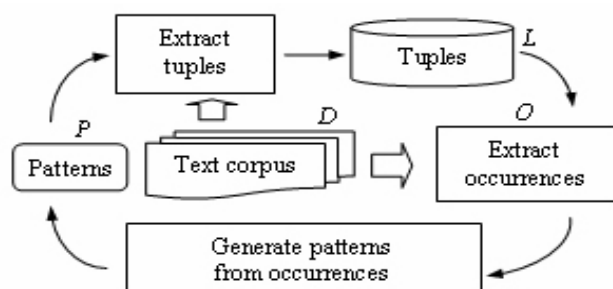 Extract
tuples
Tuples
L
P
D
O
Patterns
Text corpus
Extract
occurrences
Generate patterns
from occurrences